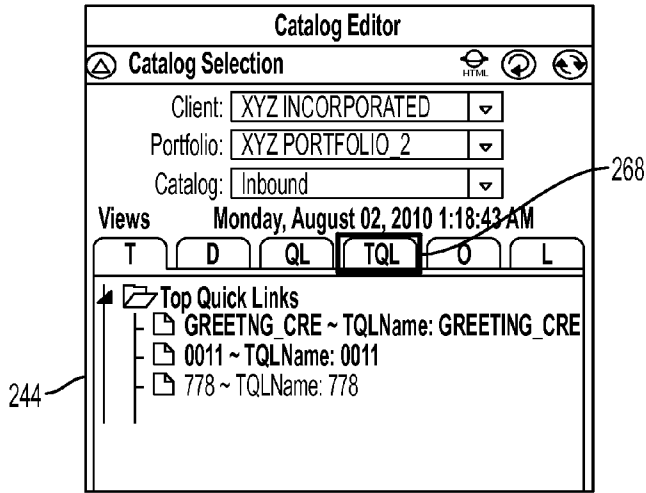 Catalog Editor
Catalog Selection HTML
Client: XYZ INCORPORATED
Portfolio: XYZ PORTFOLIO_2
Catalog: Inbound
268
Views Monday, August 02, 2010 1:18:43 AM
T D QL TQL O L
Top Quick Links
GREETNG_CRE ~ TQLName: GREETING_CRE
0011 ~ TQLName: 0011
778 ~ TQLName: 778
244